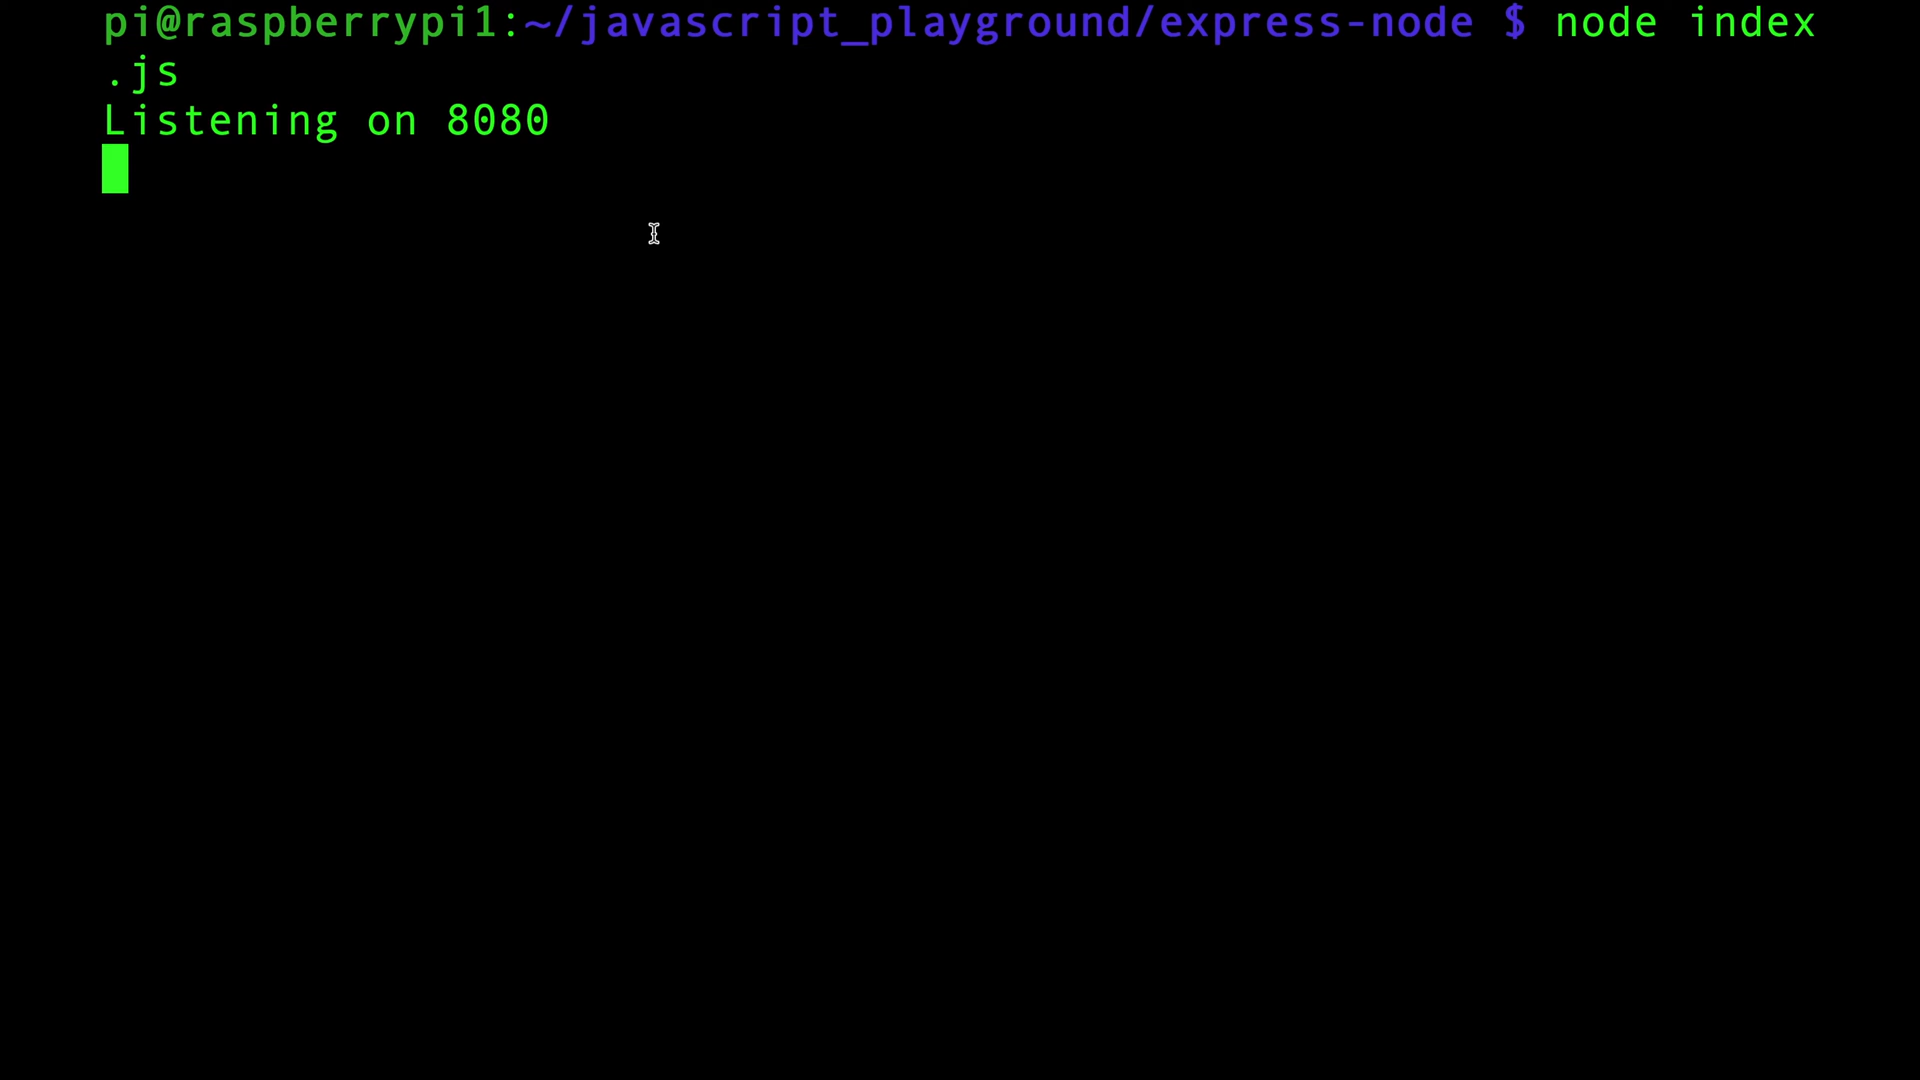 pi@raspberrypi1:~/javascript_playground/express-node $ node index
.js
Listening on 8080